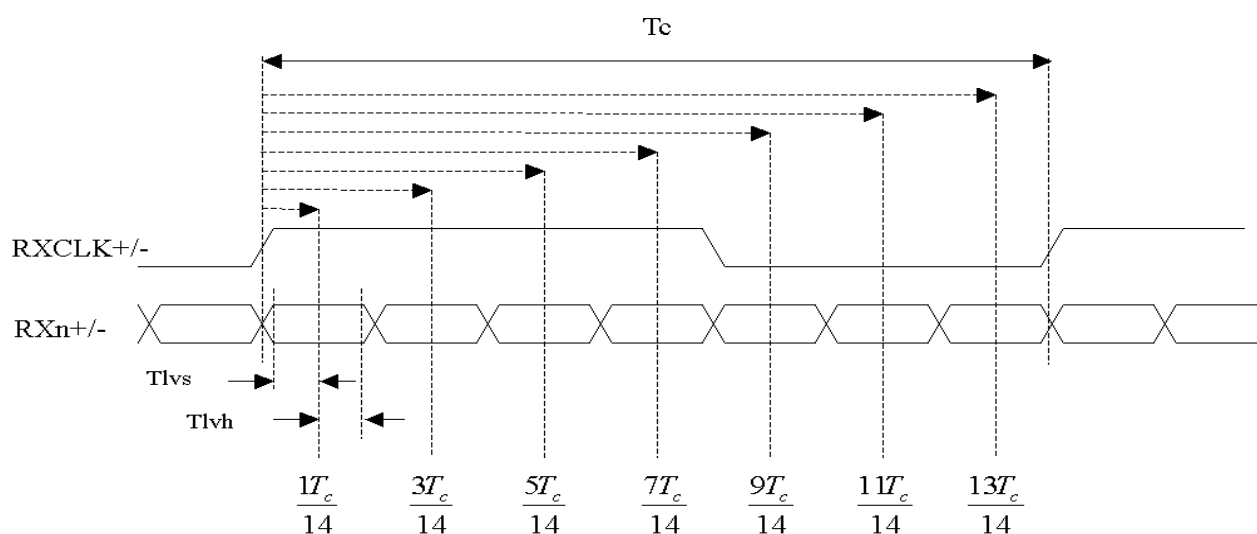 Tc
RXCLK+/-
RXn+/-
Tlvs
Tlvh
1T_c/14 3T_c/14 5T_c/14 7T_c/14 9T_c/14 11T_c/14 13T_c/14